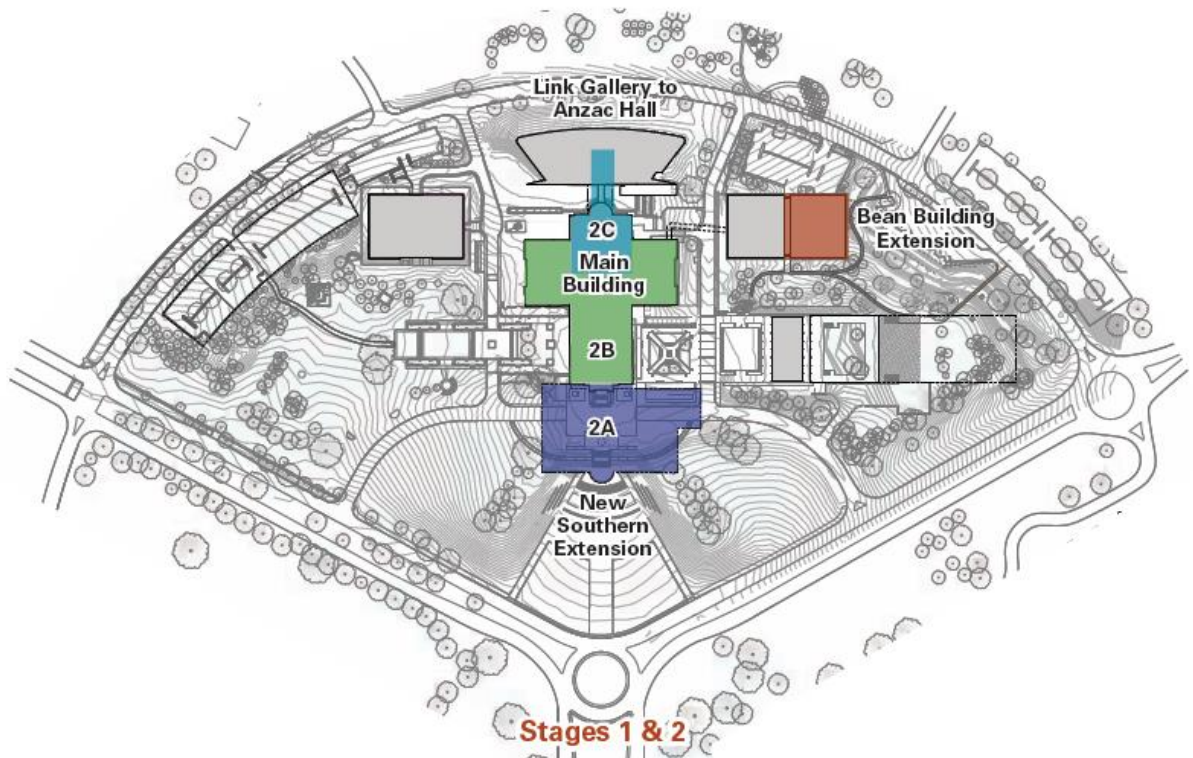 Link Gallery to
Anzac Hall
Bean Building
Extension
2C
Main
Building
2B
2A
New
Southern
Extension
Stages 1 & 2